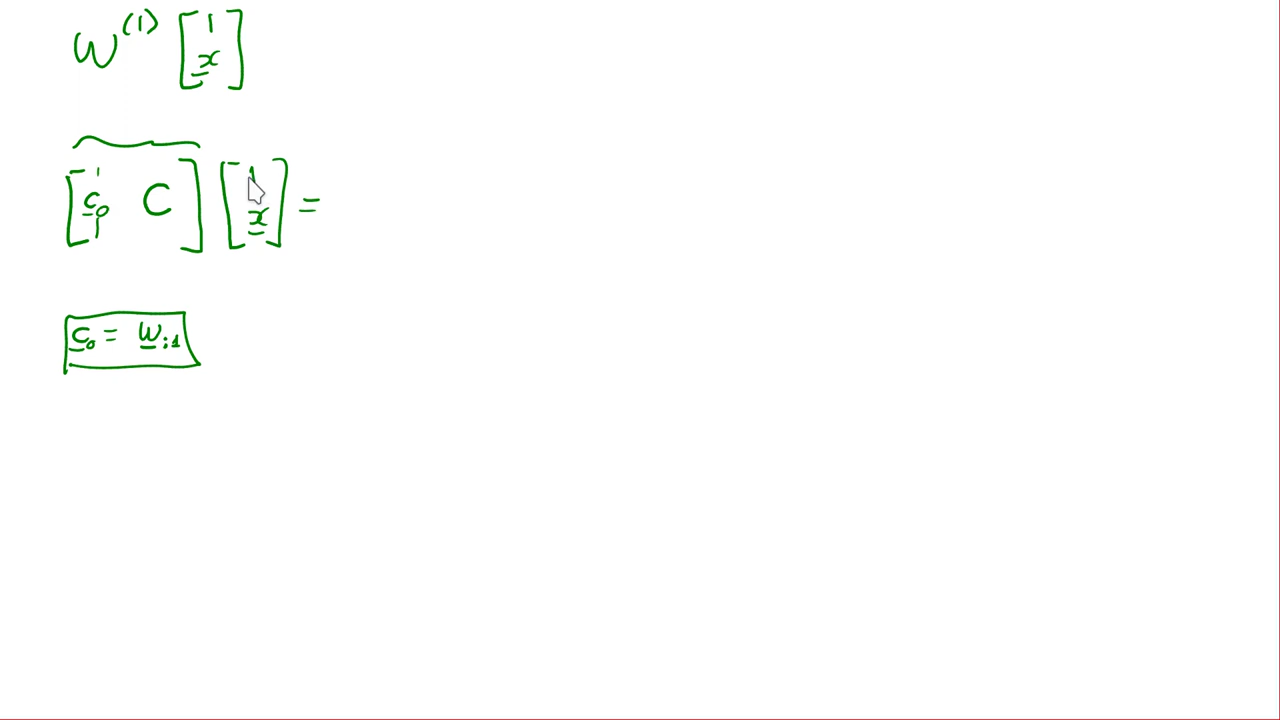 W^(1) [1 x]
[c_0 C] [1 x] =
c_0 = w_:1